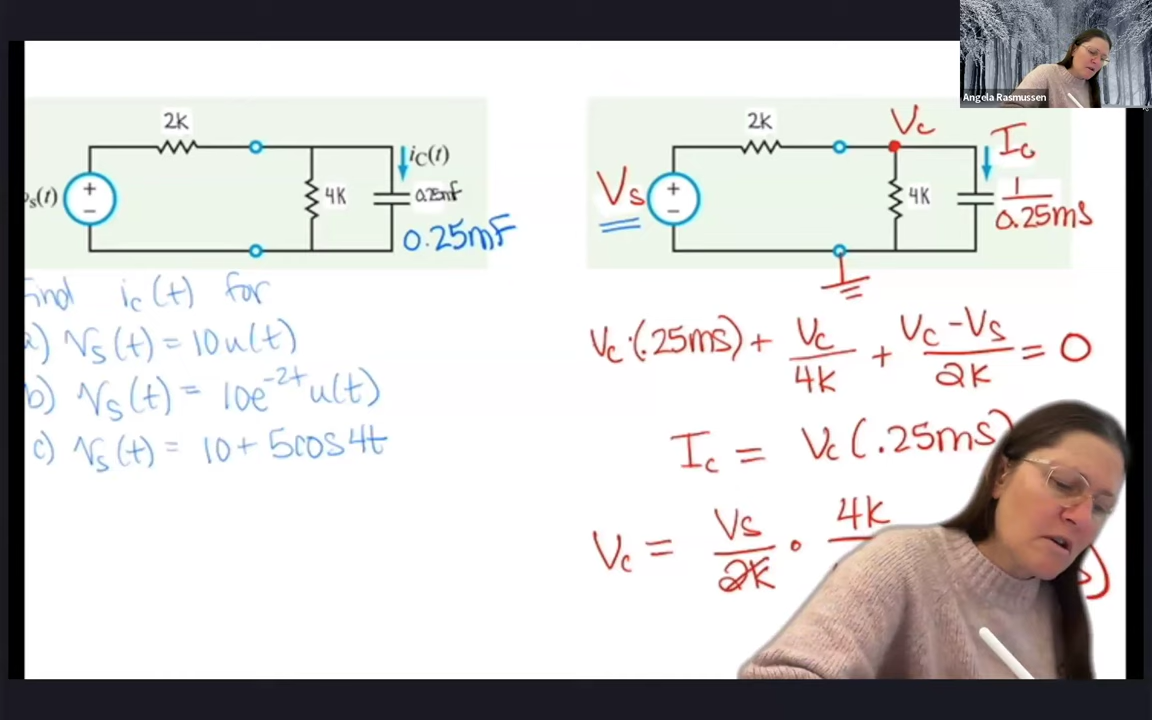 Angela Rasmussen
2K
iC(t)
s(t)
+
−
4K
0.25mF
0.25mF
Find ic(t) for
a) Vs(t) = 10u(t)
b) Vs(t) = 10e^-2t u(t)
c) Vs(t) = 10 + 5cos4t
2K
Vc
Ic
Vs
+
−
4K
1/0.25ms
Vc·(.25ms) + Vc/4K + Vc-Vs/2K = 0
Ic = Vc(.25ms)
Vc = Vs/2K · 4K